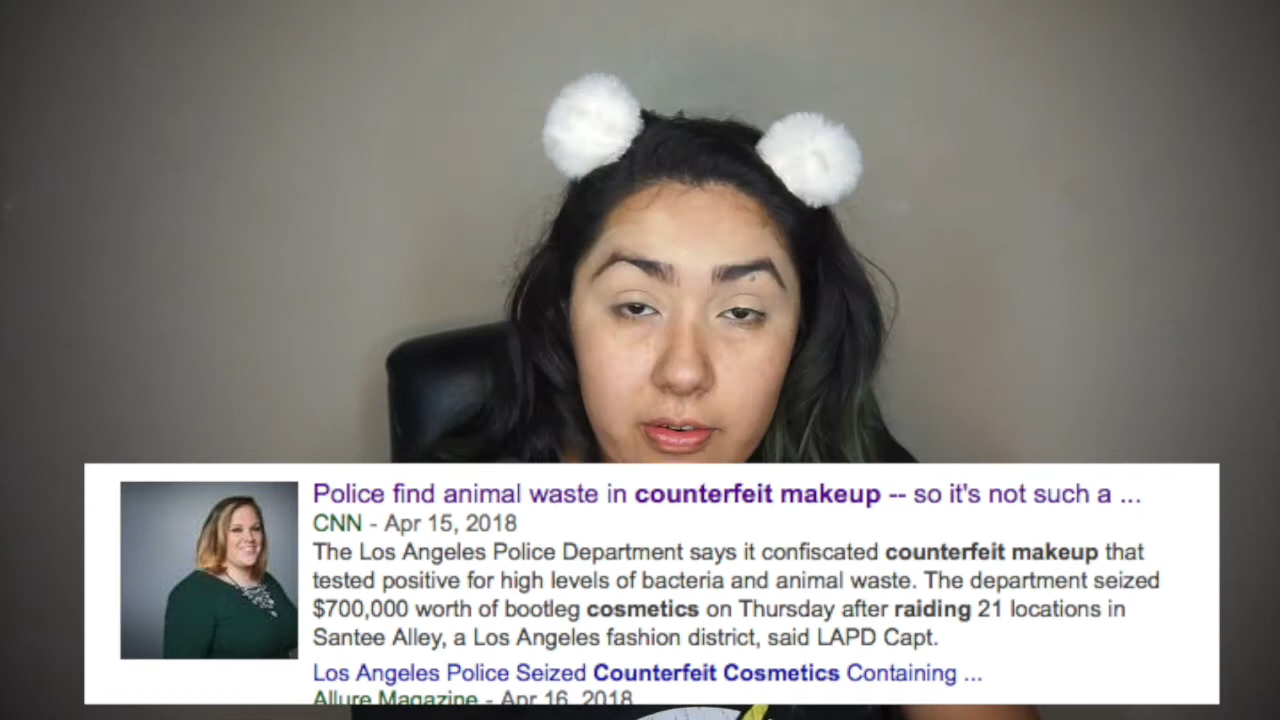 Police find animal waste in counterfeit makeup -- so it's not such a ...
CNN - Apr 15, 2018
The Los Angeles Police Department says it confiscated counterfeit makeup that
tested positive for high levels of bacteria and animal waste. The department seized
$700,000 worth of bootleg cosmetics on Thursday after raiding 21 locations in
Santee Alley, a Los Angeles fashion district, said LAPD Capt.
Los Angeles Police Seized Counterfeit Cosmetics Containing ...
Allure Magazine - Apr 16, 2018